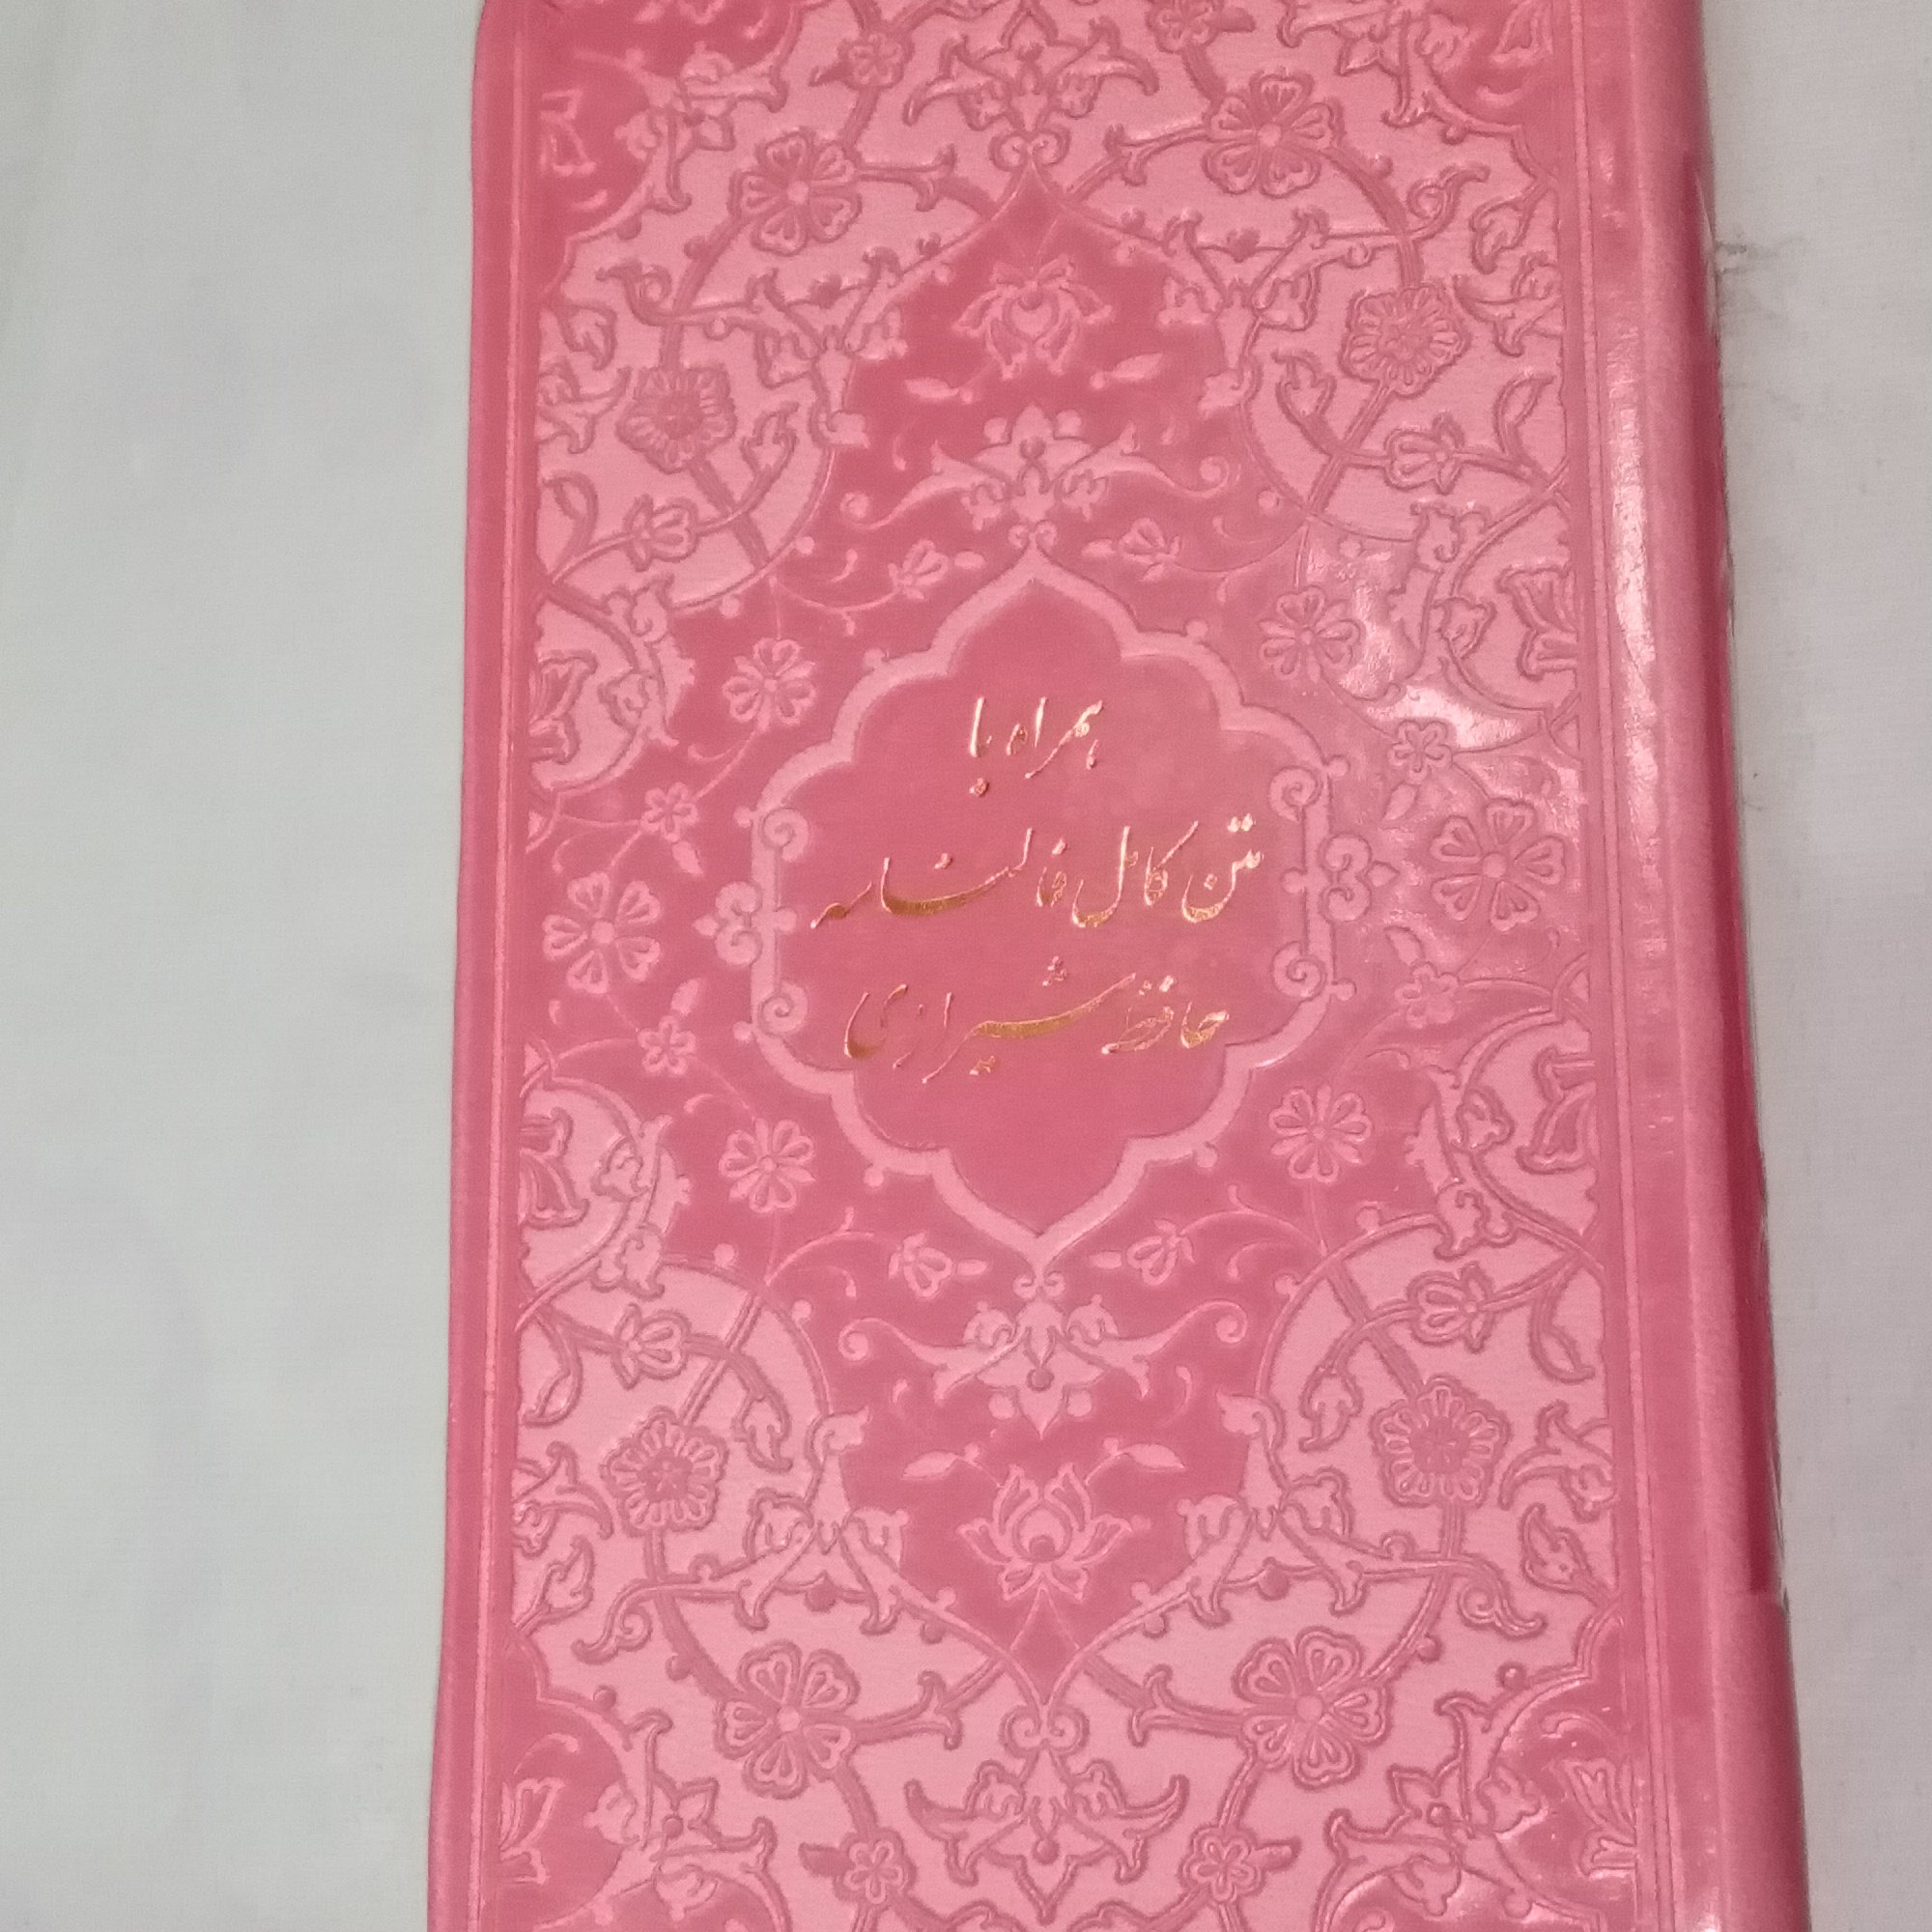 همراه با
متن کامل فالنامه
حافظ شیرازی